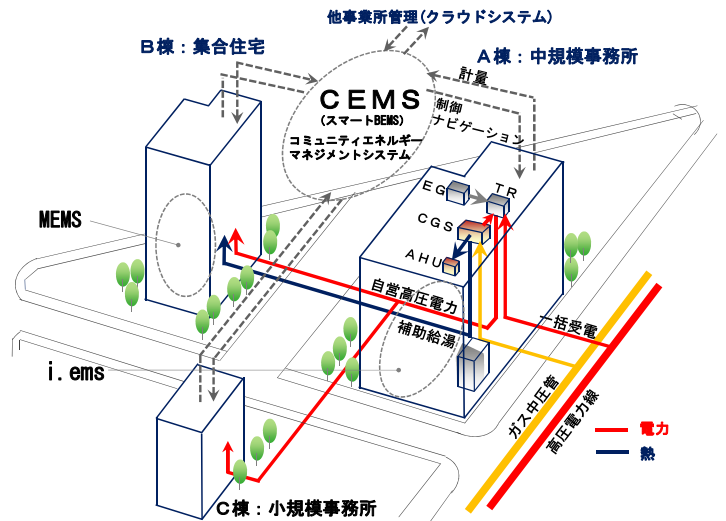 他事業所管理(クラウドシステム)
B棟：集合住宅
A棟：中規模事務所
計量
CEMS
(スマートBEMS)
コミュニティエネルギー
マネジメントシステム
制御
ナビゲーション
EG
TR
CGS
AHU
MEMS
自営高圧電力
補助給湯
一括受電
i.ems
ガス中圧管
高圧電力線
電力
熱
C棟：小規模事務所